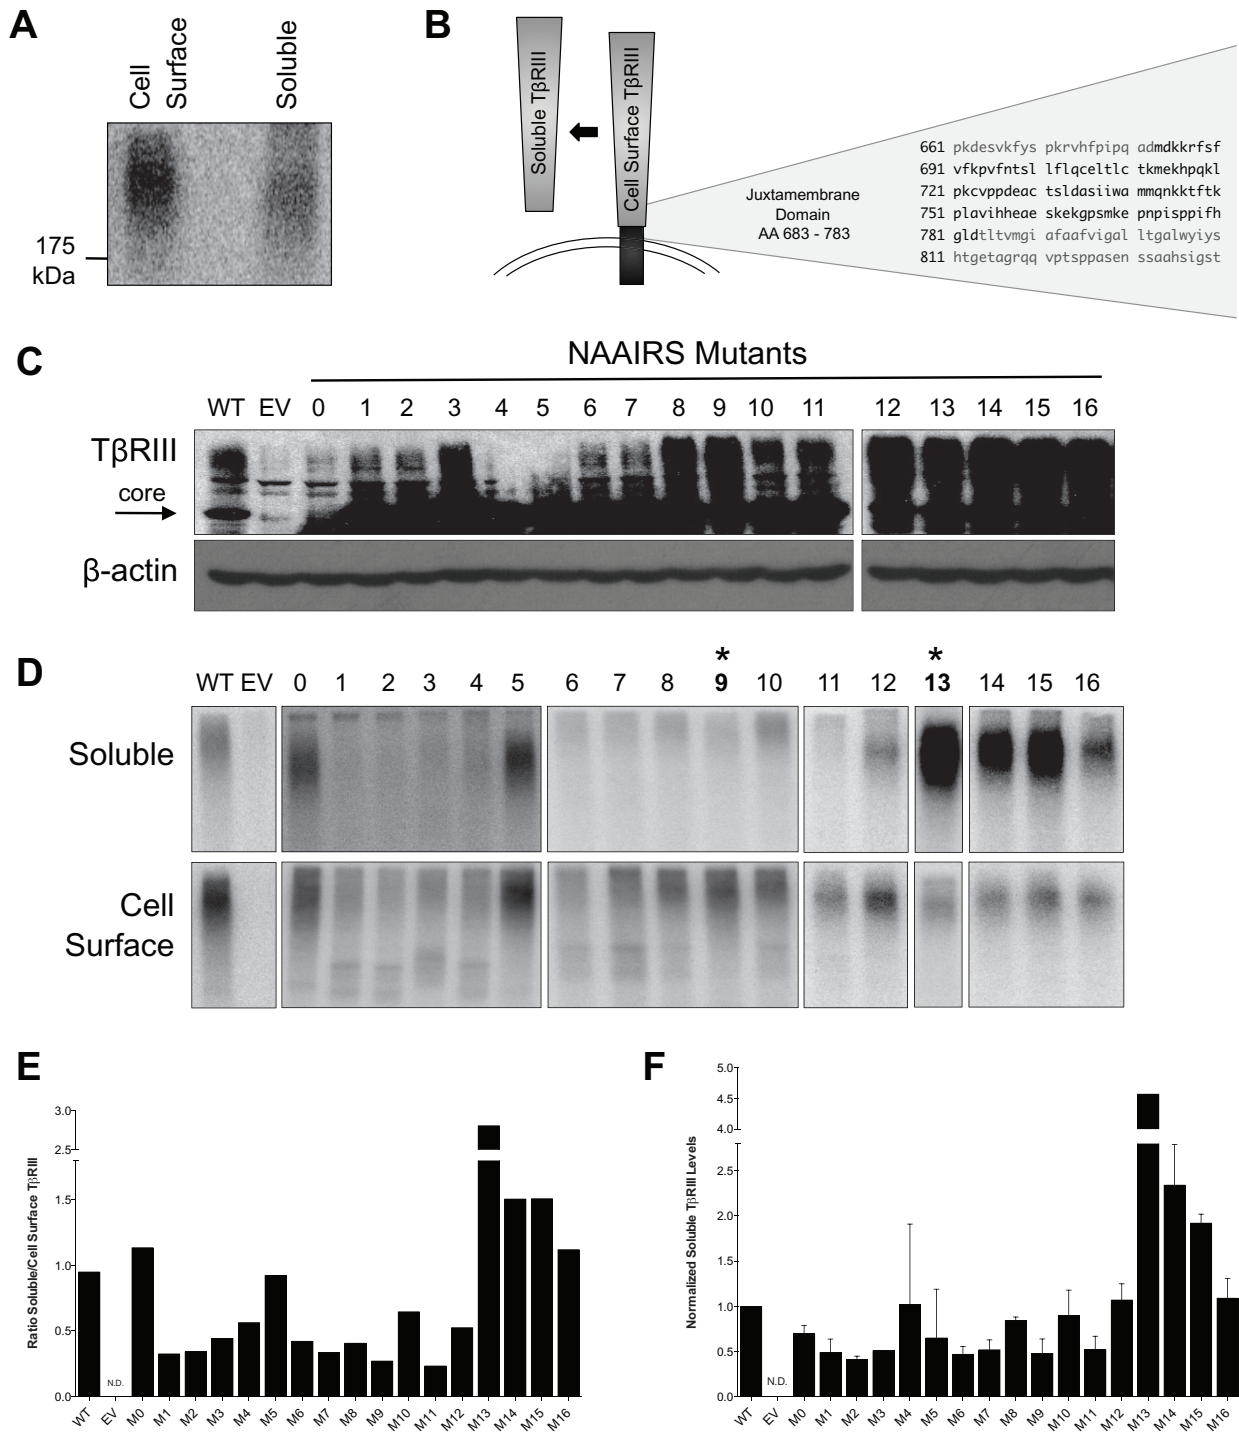 A
Cell
Surface
Soluble
175
kDa
B
Soluble TβRIII
Cell Surface TβRIII
Juxtamembrane
Domain
AA 683 - 783
661 pkdesvkfys pkrvhfpipq admdkkrfsf
691 vfkpvfntsl lflqceltlc tkmekhpqkl
721 pkcvppdeac tsldasiiwa mmqnkktftk
751 plavihheae skekgpsmke pnpisppifh
781 gldtltvmgi afaafvigal ltgalwyiys
811 htgetagrqq vptsppasen ssaahsigst
C
NAAIRS Mutants
WT EV 0 1 2 3 4 5 6 7 8 9 10 11 12 13 14 15 16
TβRIII
core
β-actin
D
* *
WT EV 0 1 2 3 4 5 6 7 8 9 10 11 12 13 14 15 16
Soluble
Cell
Surface
E
Ratio Soluble/Cell Surface TβRIII
3.0
2.5
1.5
1.0
0.5
0.0
N.D.
WT EV M0 M1 M2 M3 M4 M5 M6 M7 M8 M9 M10 M11 M12 M13 M14 M15 M16
F
Normalized Soluble TβRIII Levels
5.0
4.5
4.0
2.5
2.0
1.5
1.0
0.5
0.0
N.D.
WT EV M0 M1 M2 M3 M4 M5 M6 M7 M8 M9 M10 M11 M12 M13 M14 M15 M16